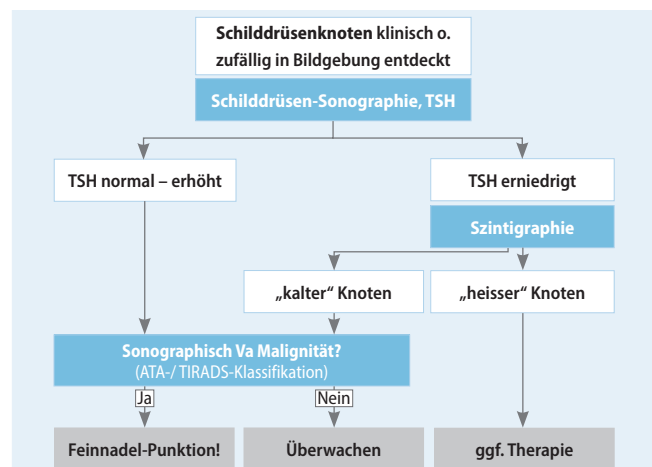 Schilddrüsenknoten klinisch o.
zufällig in Bildgebung entdeckt
Schilddrüsen-Sonographie, TSH
TSH normal – erhöht
TSH erniedrigt
Szintigraphie
„kalter“ Knoten
„heisser“ Knoten
Sonographisch Va Malignität?
(ATA-/ TIRADS-Klassifikation)
Ja
Nein
Feinnadel-Punktion!
Überwachen
ggf. Therapie